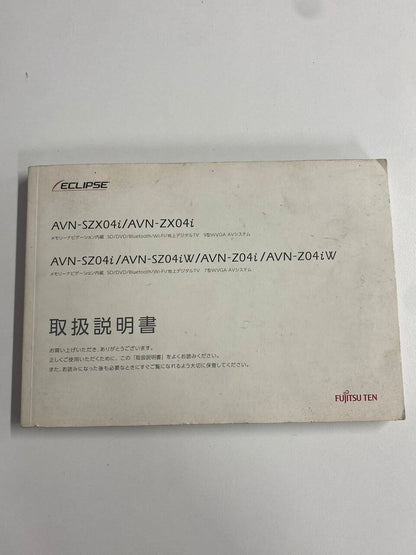 ECLIPSE
AVN-SZX04i/AVN-ZX04i
メモリーナビゲーション内蔵 SD/DVD/Bluetooth/Wi-Fi/地上デジタルTV 9型WVGA AVシステム
AVN-SZ04i/AVN-SZ04iW/AVN-Z04i/AVN-Z04iW
メモリーナビゲーション内蔵 SD/DVD/Bluetooth/Wi-Fi/地上デジタルTV 7型WVGA AVシステム
取扱説明書
お買い上げいただき、ありがとうございます。
正しくご使用いただくために、この「取扱説明書」をよくお読みください。
また、お読みになった後も必要なときにすぐご覧になれるよう大切に保管してください。
FUJITSU TEN